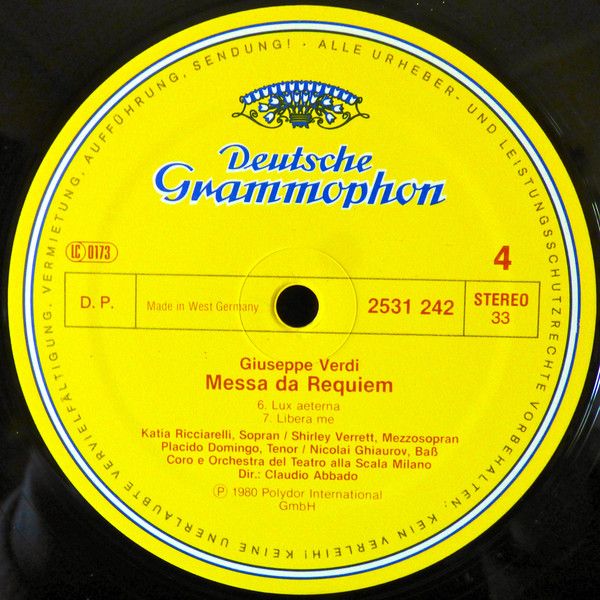 KEINE UNERLAUBTE VERVIELFÄLTIGUNG, VERMIETUNG, AUFFÜHRUNG, SENDUNG! · ALLE URHEBER- UND LEISTUNGSSCHUTZRECHTE VORBEHALTEN! KEIN VERLEIH!
Deutsche
Grammophon
LC 0173
4
D. P.
Made in West Germany
2531 242
STEREO
33
Giuseppe Verdi
Messa da Requiem
6. Lux aeterna
7. Libera me
Katia Ricciarelli, Sopran / Shirley Verrett, Mezzosopran
Placido Domingo, Tenor / Nicolai Ghiaurov, Baß
Coro e Orchestra del Teatro alla Scala Milano
Dir.: Claudio Abbado
Ⓟ 1980 Polydor International
GmbH